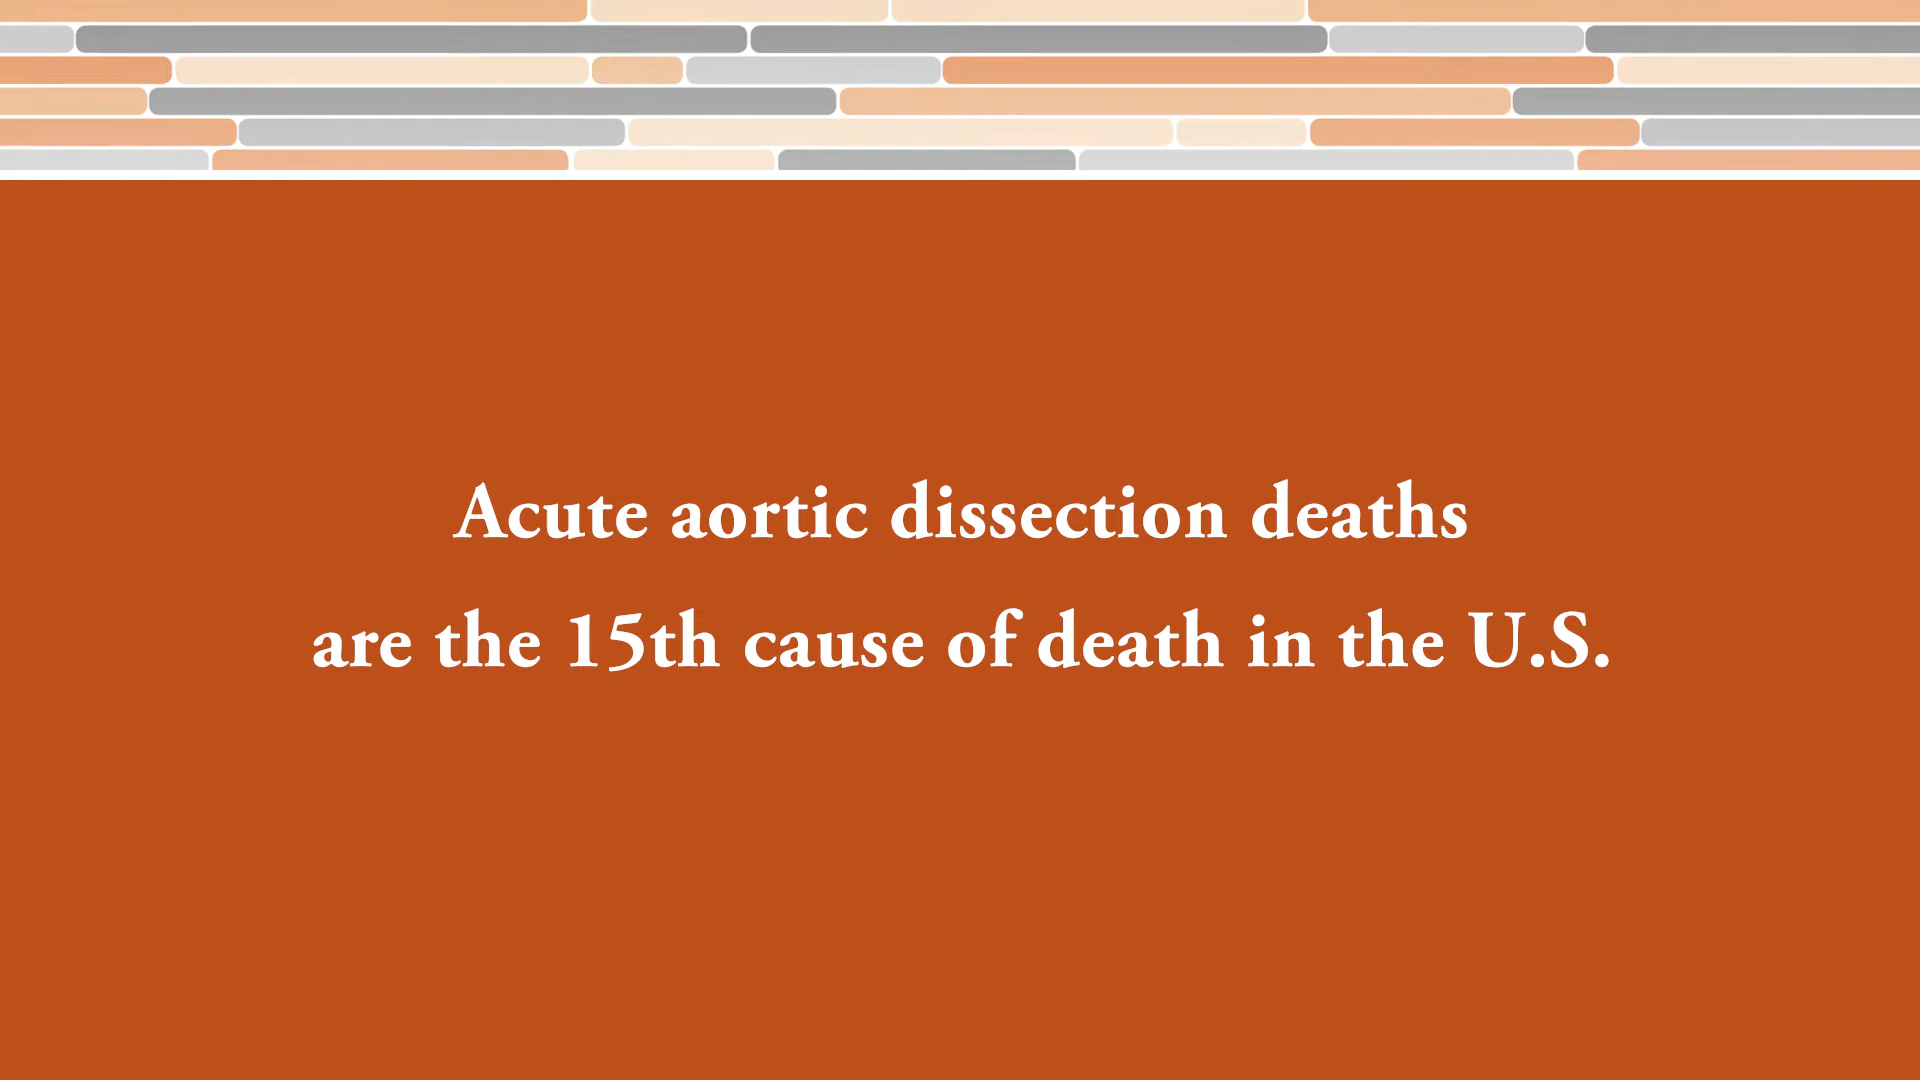 Acute aortic dissection deaths
are the 15th cause of death in the U.S.